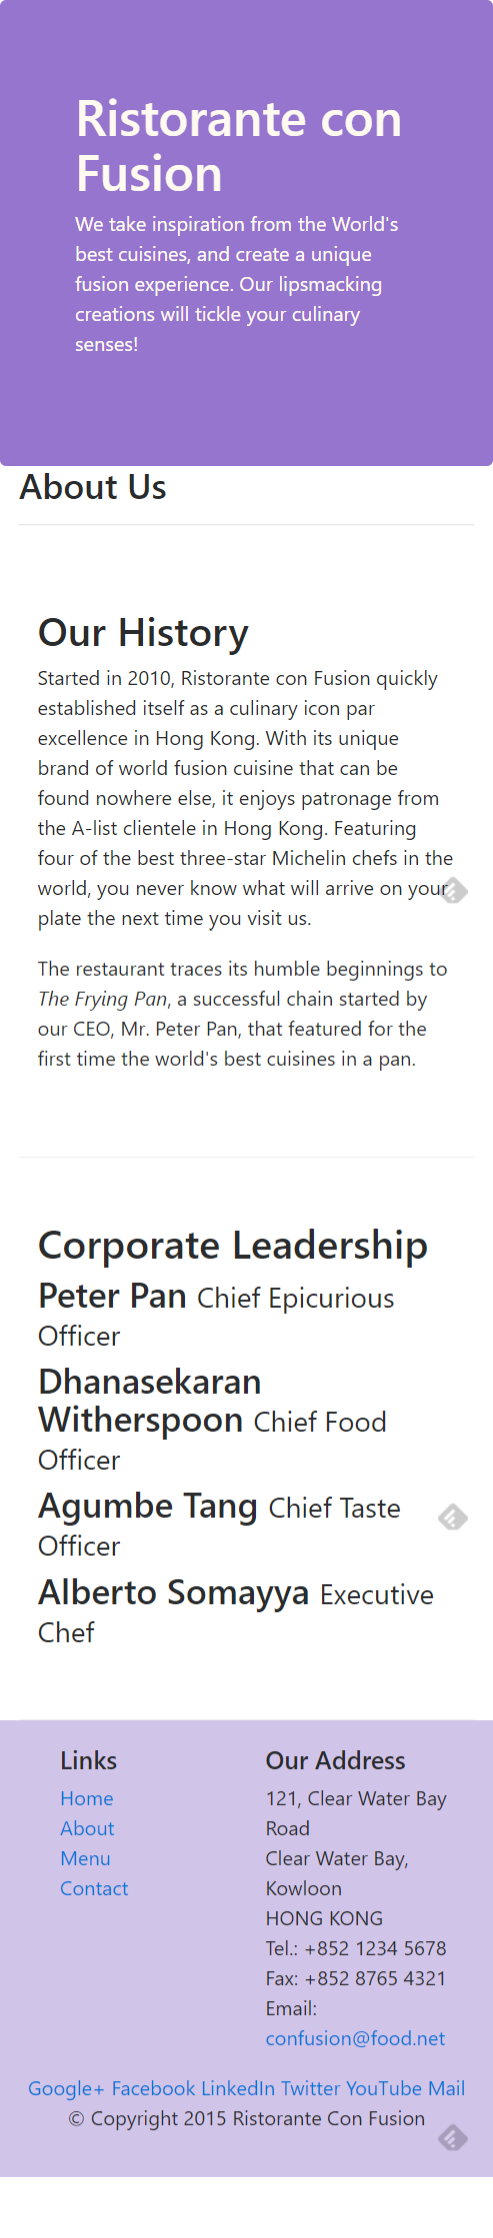 Ristorante con
Fusion
We take inspiration from the World's
best cuisines, and create a unique
fusion experience. Our lipsmacking
creations will tickle your culinary
senses!
About Us
Our History
Started in 2010, Ristorante con Fusion quickly
established itself as a culinary icon par
excellence in Hong Kong. With its unique
brand of world fusion cuisine that can be
found nowhere else, it enjoys patronage from
the A-list clientele in Hong Kong. Featuring
four of the best three-star Michelin chefs in the
world, you never know what will arrive on your
plate the next time you visit us.
The restaurant traces its humble beginnings to
The Frying Pan, a successful chain started by
our CEO, Mr. Peter Pan, that featured for the
first time the world's best cuisines in a pan.
Corporate Leadership
Peter Pan Chief Epicurious
Officer
Dhanasekaran
Witherspoon Chief Food
Officer
Agumbe Tang Chief Taste
Officer
Alberto Somayya Executive
Chef
Links
Home
About
Menu
Contact
Our Address
121, Clear Water Bay
Road
Clear Water Bay,
Kowloon
HONG KONG
Tel.: +852 1234 5678
Fax: +852 8765 4321
Email:
confusion@food.net
Google+ Facebook LinkedIn Twitter YouTube Mail
© Copyright 2015 Ristorante Con Fusion